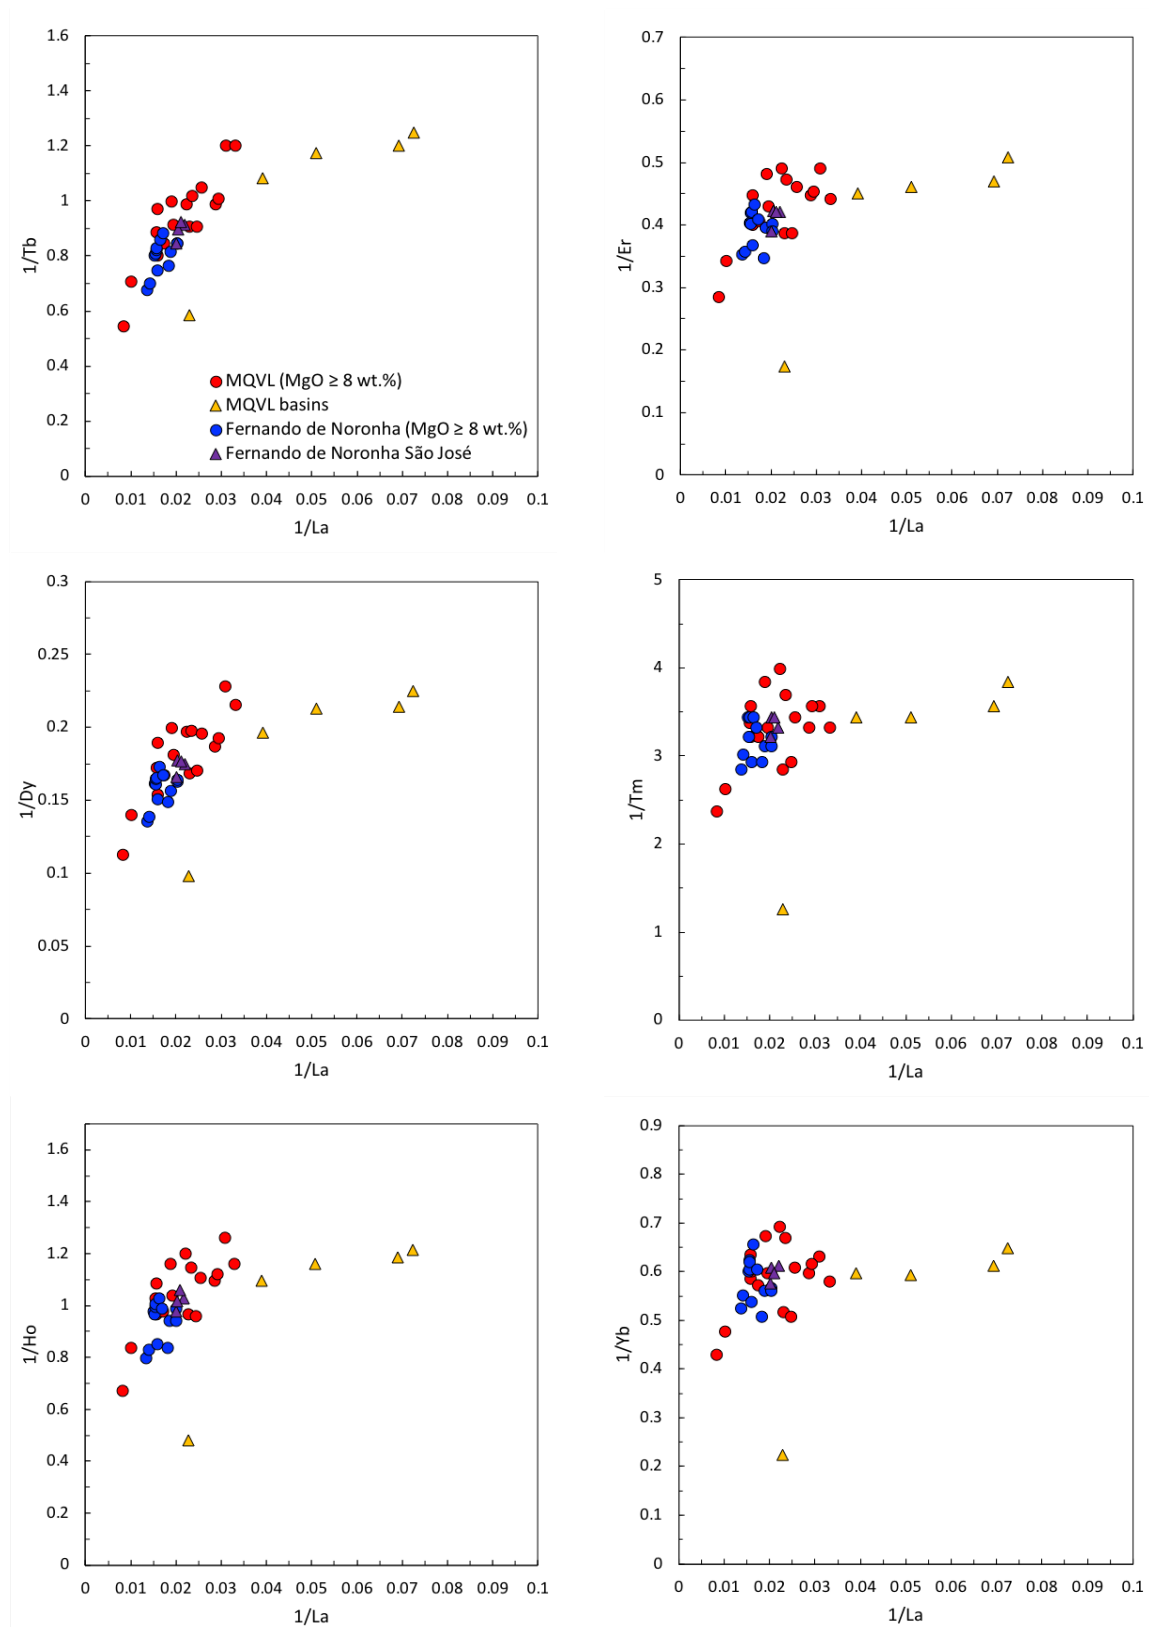 1.6
1.4
1.2
1
0.8
0.6
0.4
0.2
0
1/Tb
MQVL (MgO ≥ 8 wt.%)
MQVL basins
Fernando de Noronha (MgO ≥ 8 wt.%)
Fernando de Noronha São José
0 0.01 0.02 0.03 0.04 0.05 0.06 0.07 0.08 0.09 0.1
1/La
0.7
0.6
0.5
0.4
0.3
0.2
0.1
0
1/Er
0 0.01 0.02 0.03 0.04 0.05 0.06 0.07 0.08 0.09 0.1
1/La
0.3
0.25
0.2
0.15
0.1
0.05
0
1/Dy
0 0.01 0.02 0.03 0.04 0.05 0.06 0.07 0.08 0.09 0.1
1/La
5
4
3
2
1
0
1/Tm
0 0.01 0.02 0.03 0.04 0.05 0.06 0.07 0.08 0.09 0.1
1/La
1.6
1.4
1.2
1
0.8
0.6
0.4
0.2
0
1/Ho
0 0.01 0.02 0.03 0.04 0.05 0.06 0.07 0.08 0.09 0.1
1/La
0.9
0.8
0.7
0.6
0.5
0.4
0.3
0.2
0.1
0
1/Yb
0 0.01 0.02 0.03 0.04 0.05 0.06 0.07 0.08 0.09 0.1
1/La